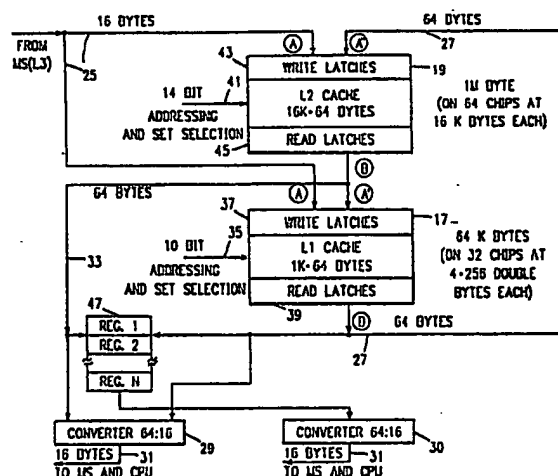 16 BYTES
64 BYTES
27
FROM
MS(L3)
25
A
A'
43
WRITE LATCHES
19
14 BIT
41
ADDRESSING
AND SET SELECTION
L2 CACHE
16K·64 BYTES
1M BYTE
(ON 64 CHIPS AT
16 K BYTES EACH)
45
READ LATCHES
B
64 BYTES
A
A'
37
WRITE LATCHES
17
10 BIT
35
ADDRESSING
AND SET SELECTION
L1 CACHE
1K·64 BYTES
64 K BYTES
(ON 32 CHIPS AT
4·256 DOUBLE
BYTES EACH)
33
READ LATCHES
39
47
D
64 BYTES
27
REG. 1
REG. 2
REG. N
CONVERTER 64:16
29
CONVERTER 64:16
30
16 BYTES
31
TO MS AND CPU
16 BYTES
31
TO MS AND CPU